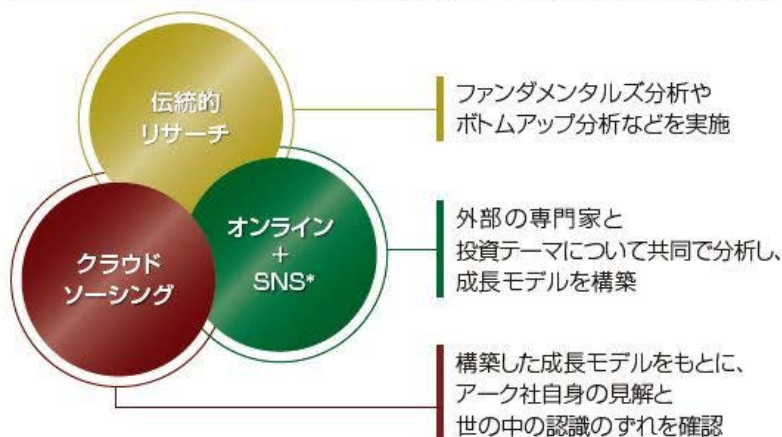 伝統的
リサーチ
ファンダメンタルズ分析や
ボトムアップ分析などを実施
オンライン
+
SNS*
外部の専門家と
投資テーマについて共同で分析し、
成長モデルを構築
クラウド
ソーシング
構築した成長モデルをもとに、
アーク社自身の見解と
世の中の認識のずれを確認